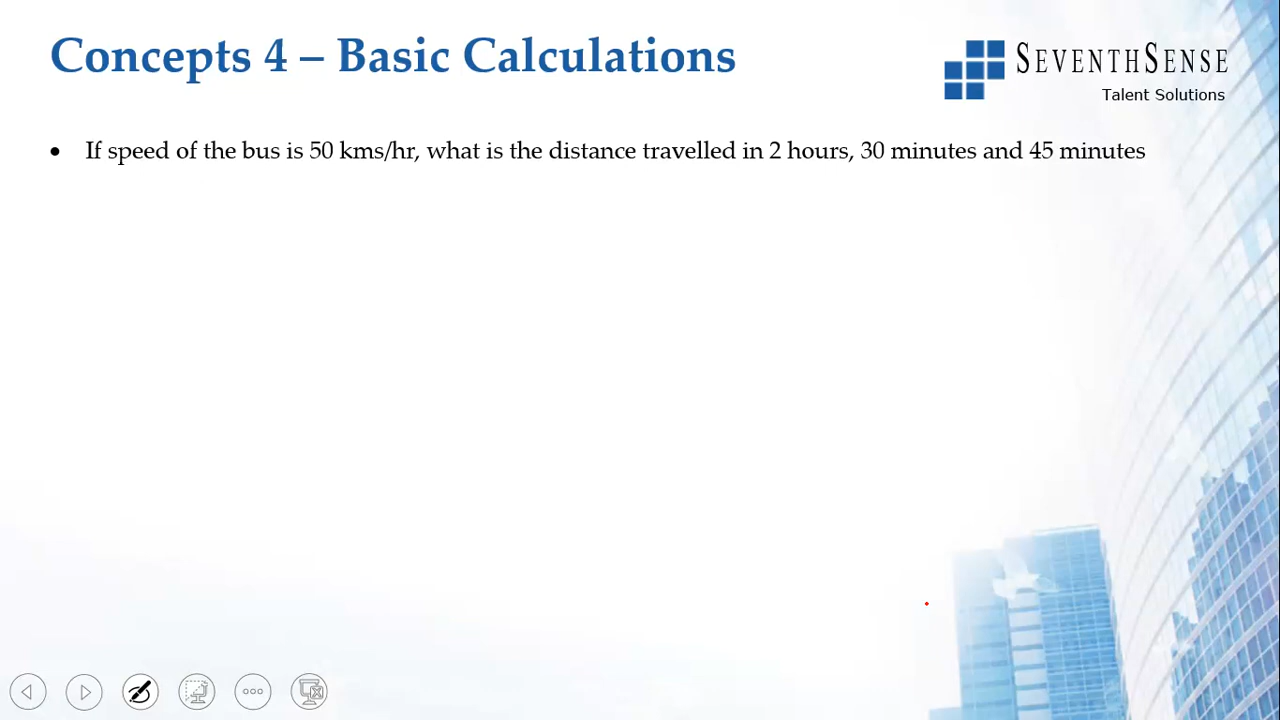 Concepts 4 – Basic Calculations
SEVENTHSENSE
Talent Solutions
• If speed of the bus is 50 kms/hr, what is the distance travelled in 2 hours, 30 minutes and 45 minutes